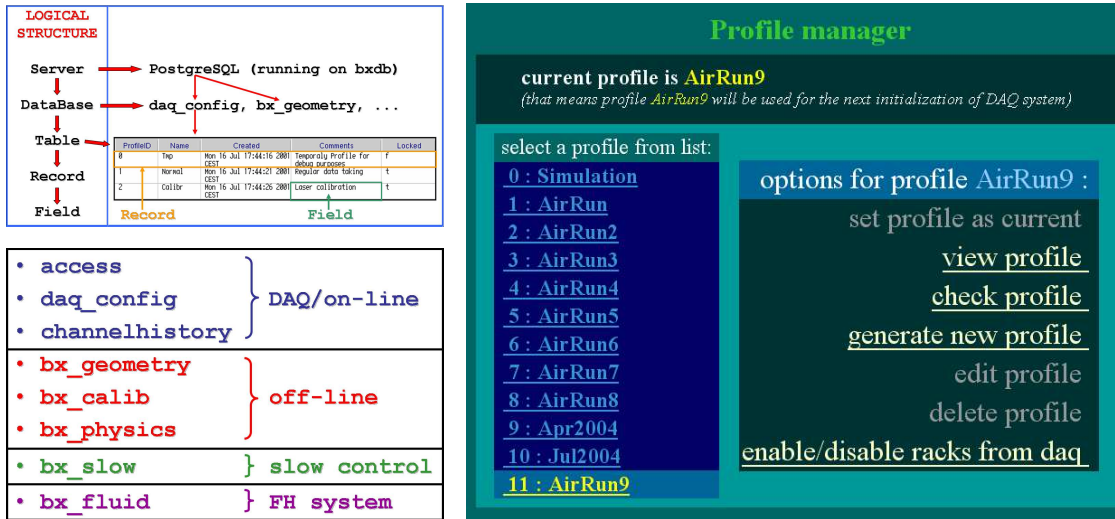 LOGICAL
STRUCTURE
Server
PostgreSQL (running on bxdb)
DataBase
daq_config, bx_geometry, ...
Table
Record
Field
ProfileID Name Created Comments Locked
0 Tmp Mon 16 Jul 17:44:16 2001 CEST Temporaly Profile for debug purposes f
1 Normal Mon 16 Jul 17:44:21 2001 CEST Regular data taking t
2 Calibr Mon 16 Jul 17:44:26 2001 CEST Laser calibration t
Record Field
• access
• daq_config } DAQ/on-line
• channelhistory
• bx_geometry
• bx_calib } off-line
• bx_physics
• bx_slow } slow control
• bx_fluid } FH system
Profile manager
current profile is AirRun9
(that means profile AirRun9 will be used for the next initialization of DAQ system)
select a profile from list:
0 : Simulation
1 : AirRun
2 : AirRun2
3 : AirRun3
4 : AirRun4
5 : AirRun5
6 : AirRun6
7 : AirRun7
8 : AirRun8
9 : Apr2004
10 : Jul2004
11 : AirRun9
options for profile AirRun9 :
set profile as current
view profile
check profile
generate new profile
edit profile
delete profile
enable/disable racks from daq